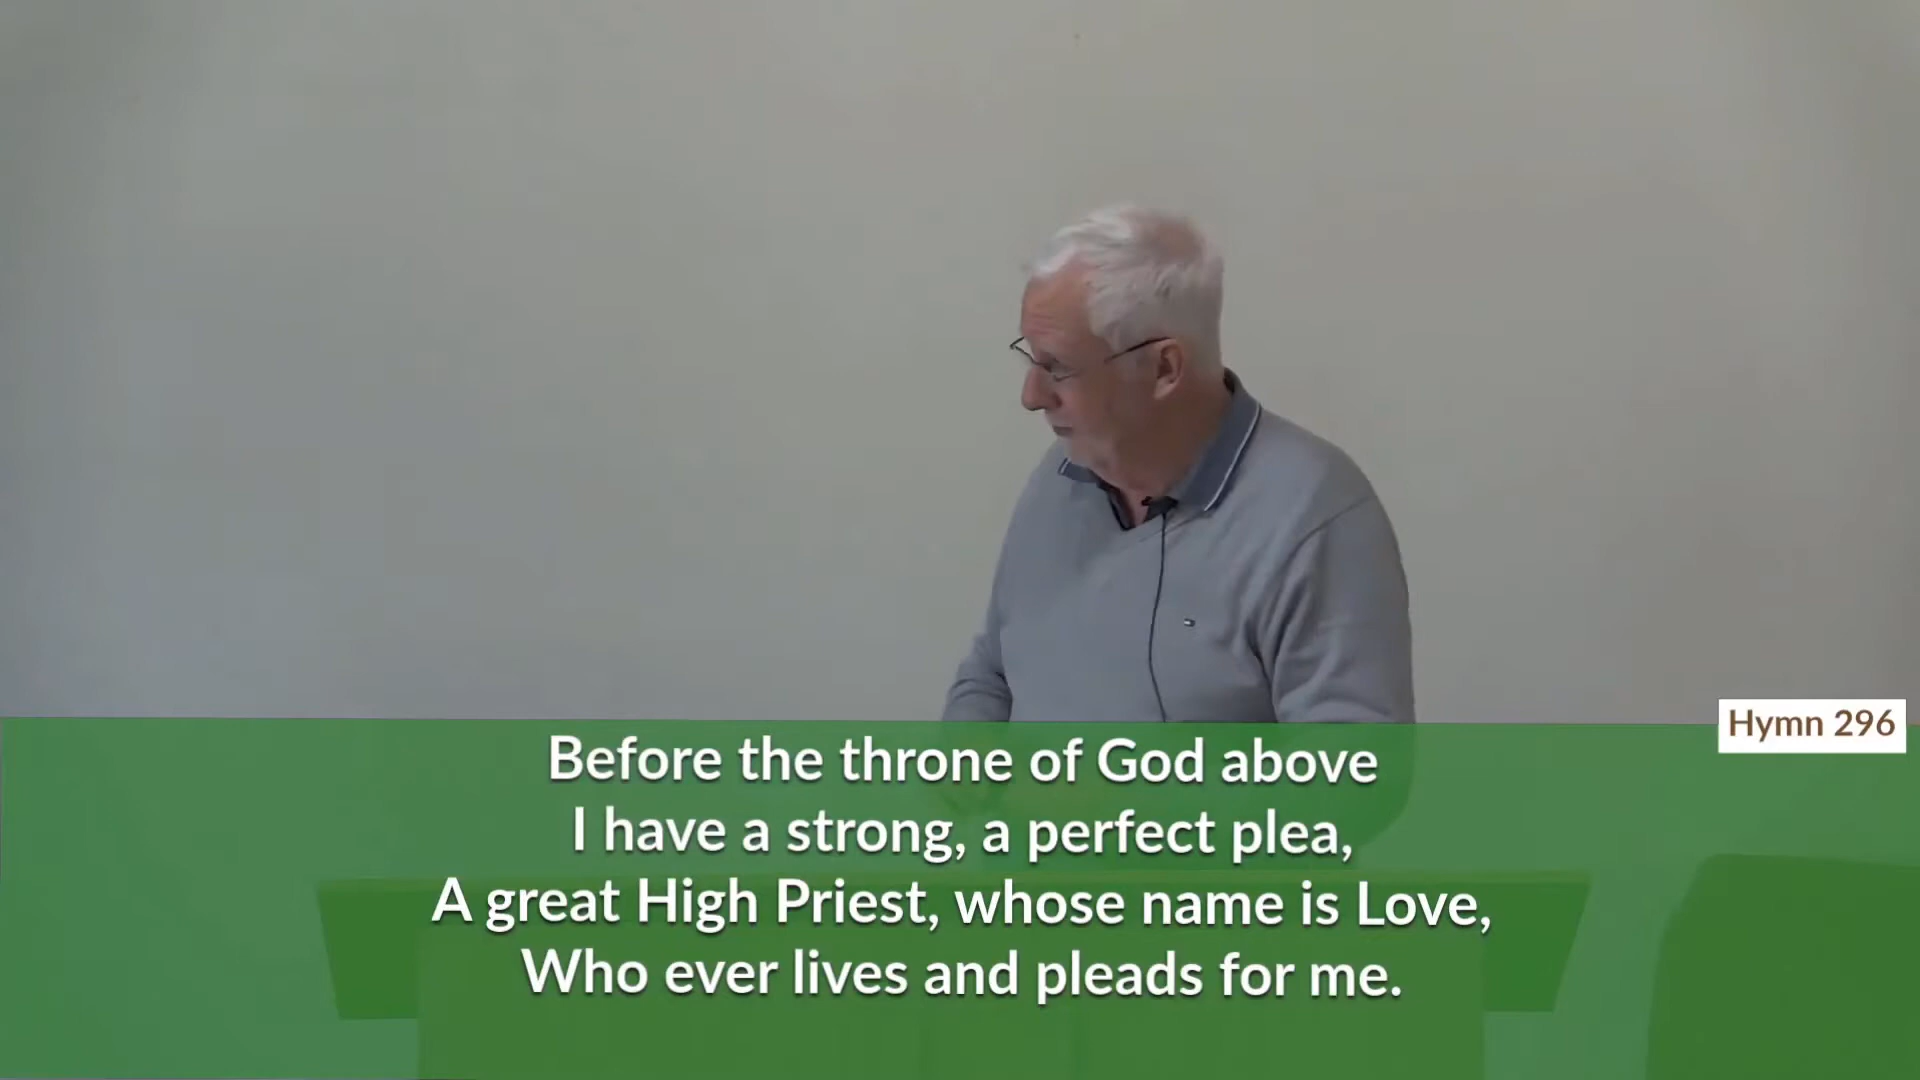 Hymn 296
Before the throne of God above
I have a strong, a perfect plea,
A great High Priest, whose name is Love,
Who ever lives and pleads for me.